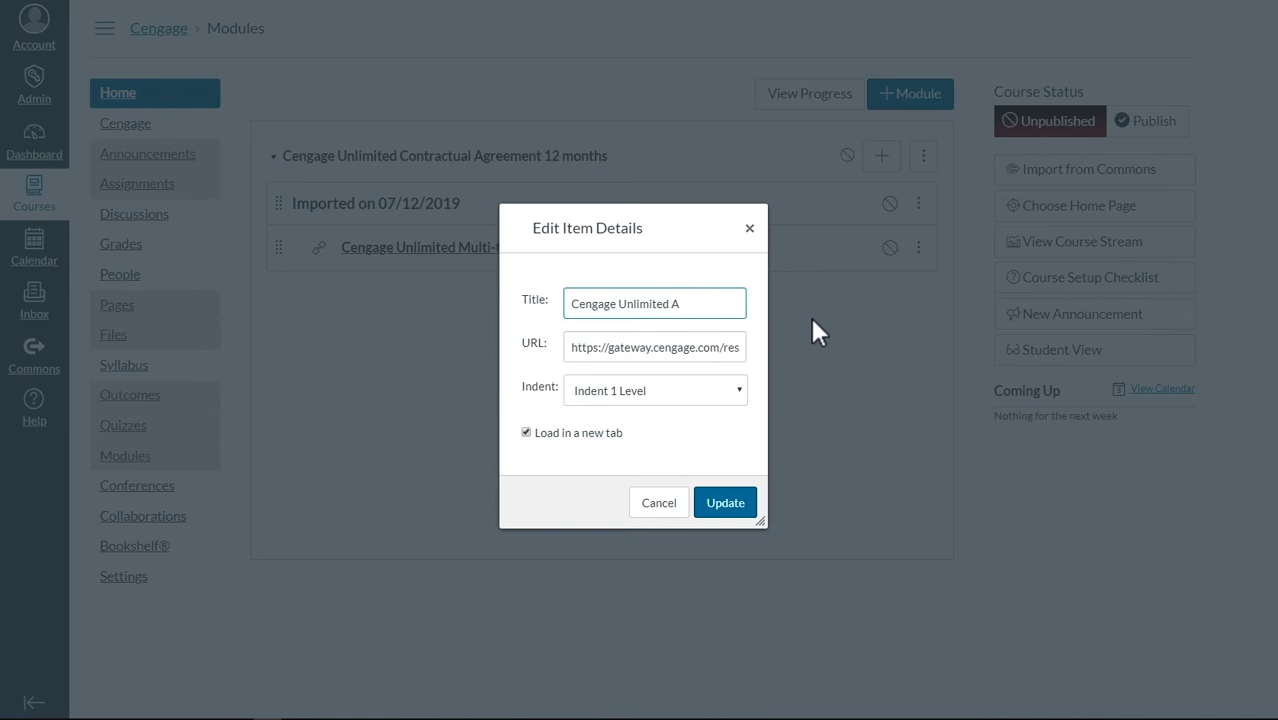 Account
Admin
Dashboard
Courses
Calendar
Inbox
Commons
Help
Cengage › Modules
Home
Cengage
Announcements
Assignments
Discussions
Grades
People
Pages
Files
Syllabus
Outcomes
Quizzes
Modules
Conferences
Collaborations
Bookshelf®
Settings
View Progress
+ Module
Cengage Unlimited Contractual Agreement 12 months
Imported on 07/12/2019
Cengage Unlimited Multi-t
Edit Item Details
×
Title: Cengage Unlimited A
URL: https://gateway.cengage.com/res
Indent: Indent 1 Level
Load in a new tab
Cancel
Update
Course Status
Unpublished
Publish
Import from Commons
Choose Home Page
View Course Stream
Course Setup Checklist
New Announcement
Student View
Coming Up
View Calendar
Nothing for the next week